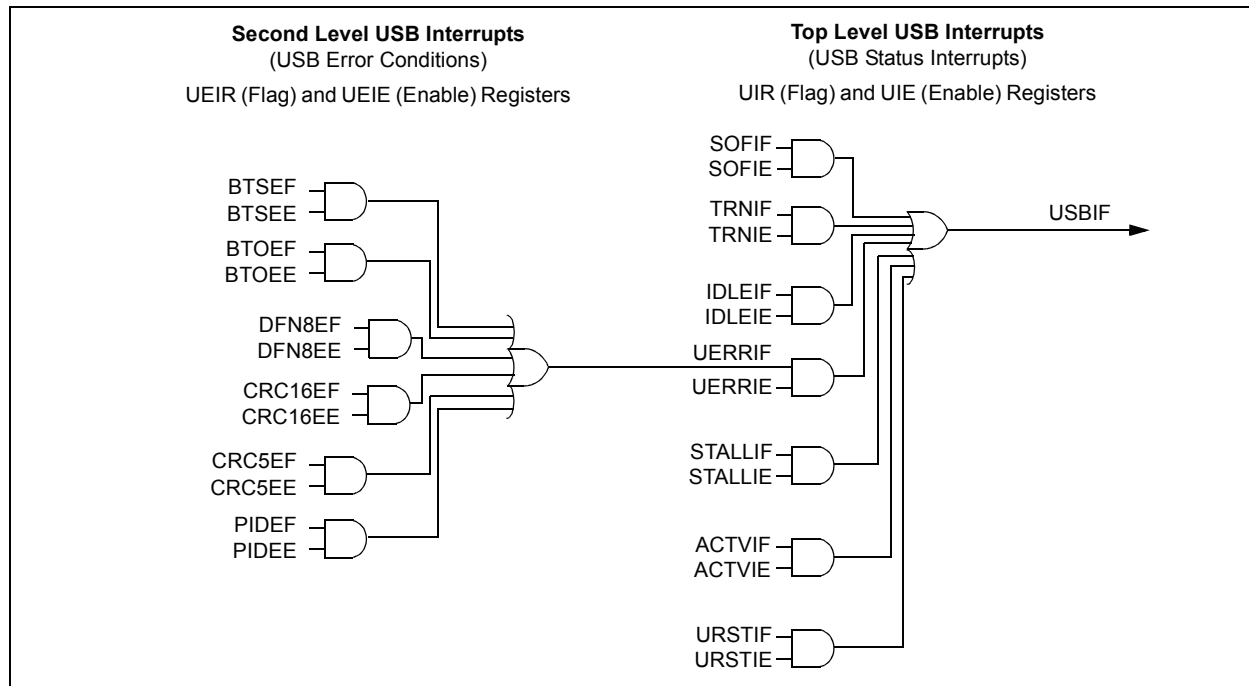 Second Level USB Interrupts
(USB Error Conditions)
UEIR (Flag) and UEIE (Enable) Registers
BTSEF
BTSEE
BTOEF
BTOEE
DFN8EF
DFN8EE
CRC16EF
CRC16EE
CRC5EF
CRC5EE
PIDEF
PIDEE
Top Level USB Interrupts
(USB Status Interrupts)
UIR (Flag) and UIE (Enable) Registers
SOFIF
SOFIE
TRNIF
TRNIE
IDLEIF
IDLEIE
UERRIF
UERRIE
STALLIF
STALLIE
ACTVIF
ACTVIE
URSTIF
URSTIE
USBIF